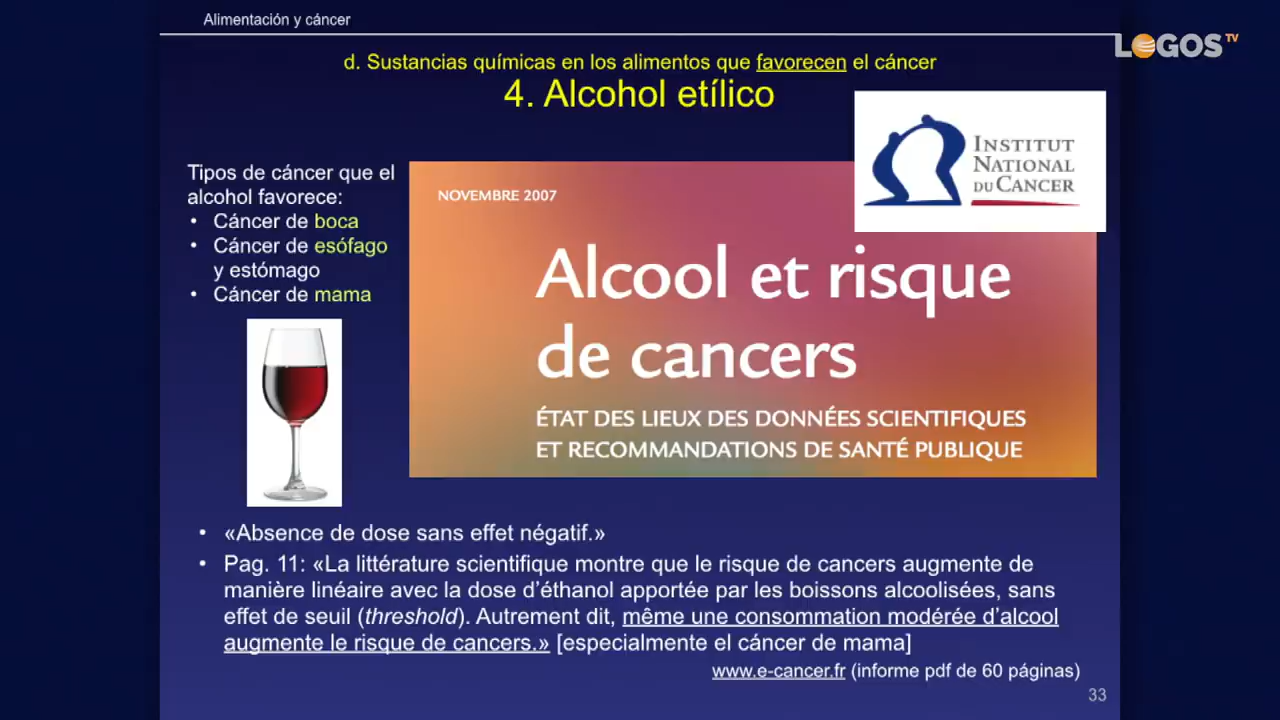 Alimentación y cáncer
LOGOS TV
d. Sustancias químicas en los alimentos que favorecen el cáncer
4. Alcohol etílico
INSTITUT
NATIONAL
DU CANCER
Tipos de cáncer que el
alcohol favorece:
• Cáncer de boca
• Cáncer de esófago
y estómago
• Cáncer de mama
NOVEMBRE 2007
Alcool et risque
de cancers
ÉTAT DES LIEUX DES DONNÉES SCIENTIFIQUES
ET RECOMMANDATIONS DE SANTÉ PUBLIQUE
• «Absence de dose sans effet négatif.»
• Pag. 11: «La littérature scientifique montre que le risque de cancers augmente de
manière linéaire avec la dose d’éthanol apportée par les boissons alcoolisées, sans
effet de seuil (threshold). Autrement dit, même une consommation modérée d’alcool
augmente le risque de cancers.» [especialmente el cáncer de mama]
www.e-cancer.fr (informe pdf de 60 páginas)
33